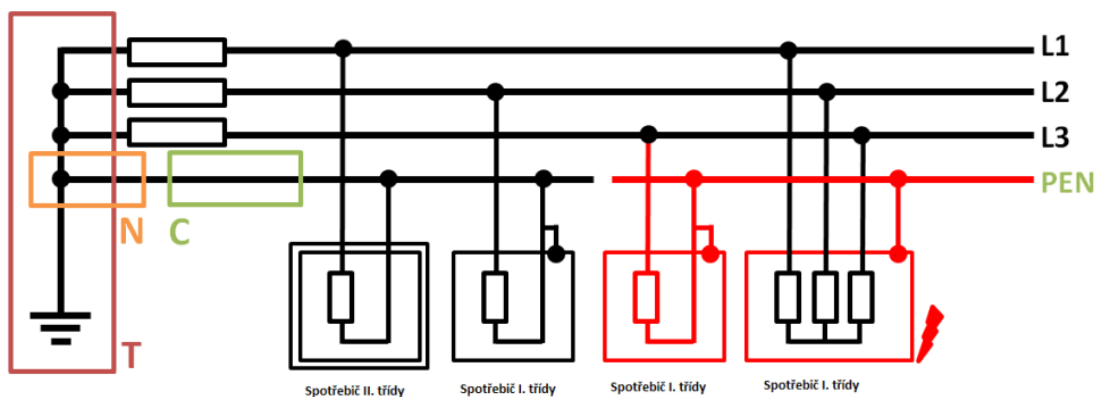 L1
L2
L3
PEN
N
C
T
Spotřebič II. třídy
Spotřebič I. třídy
Spotřebič I. třídy
Spotřebič I. třídy